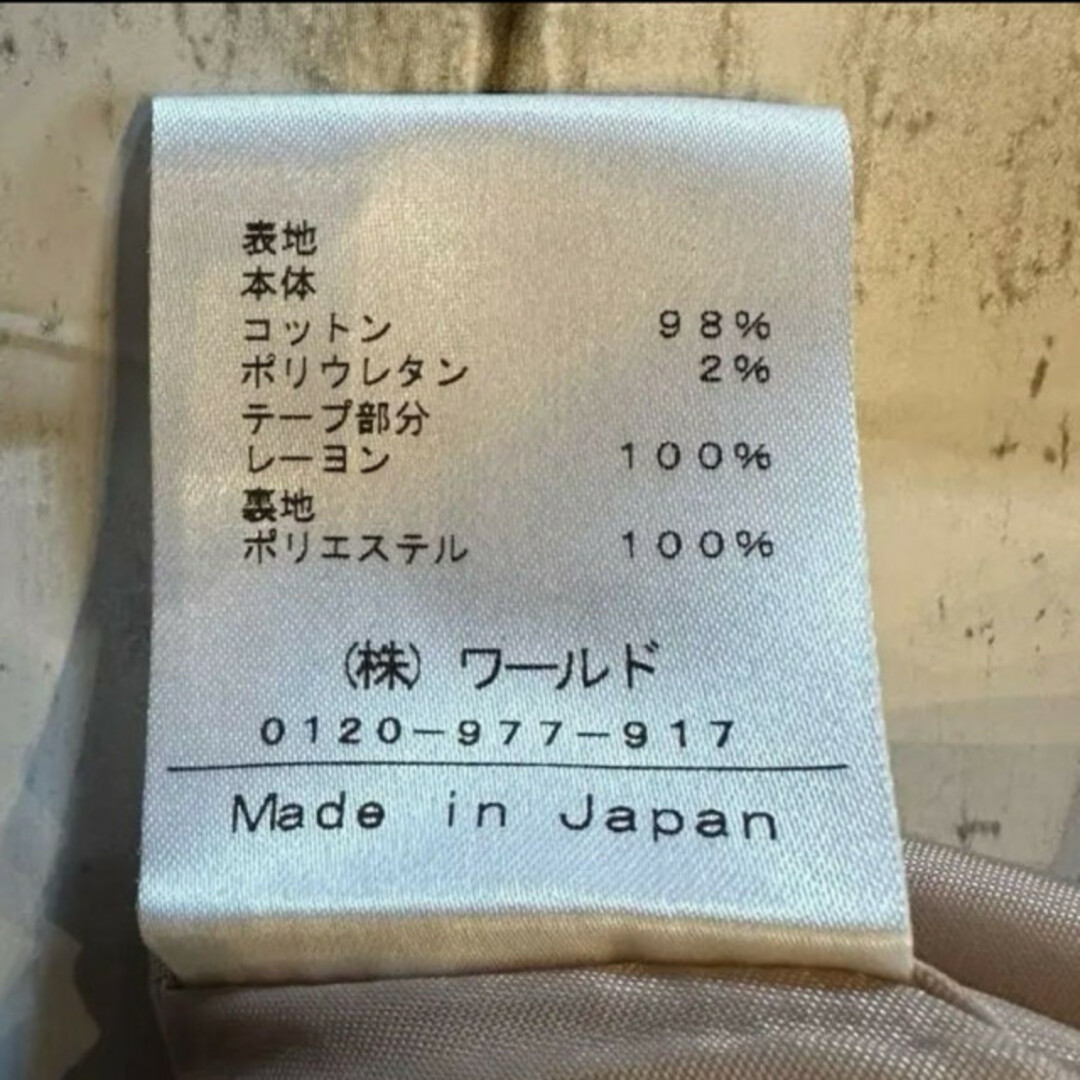 表地
本体
コットン 98%
ポリウレタン 2%
テープ部分
レーヨン 100%
裏地
ポリエステル 100%
(株) ワールド
0120-977-917
Made in Japan